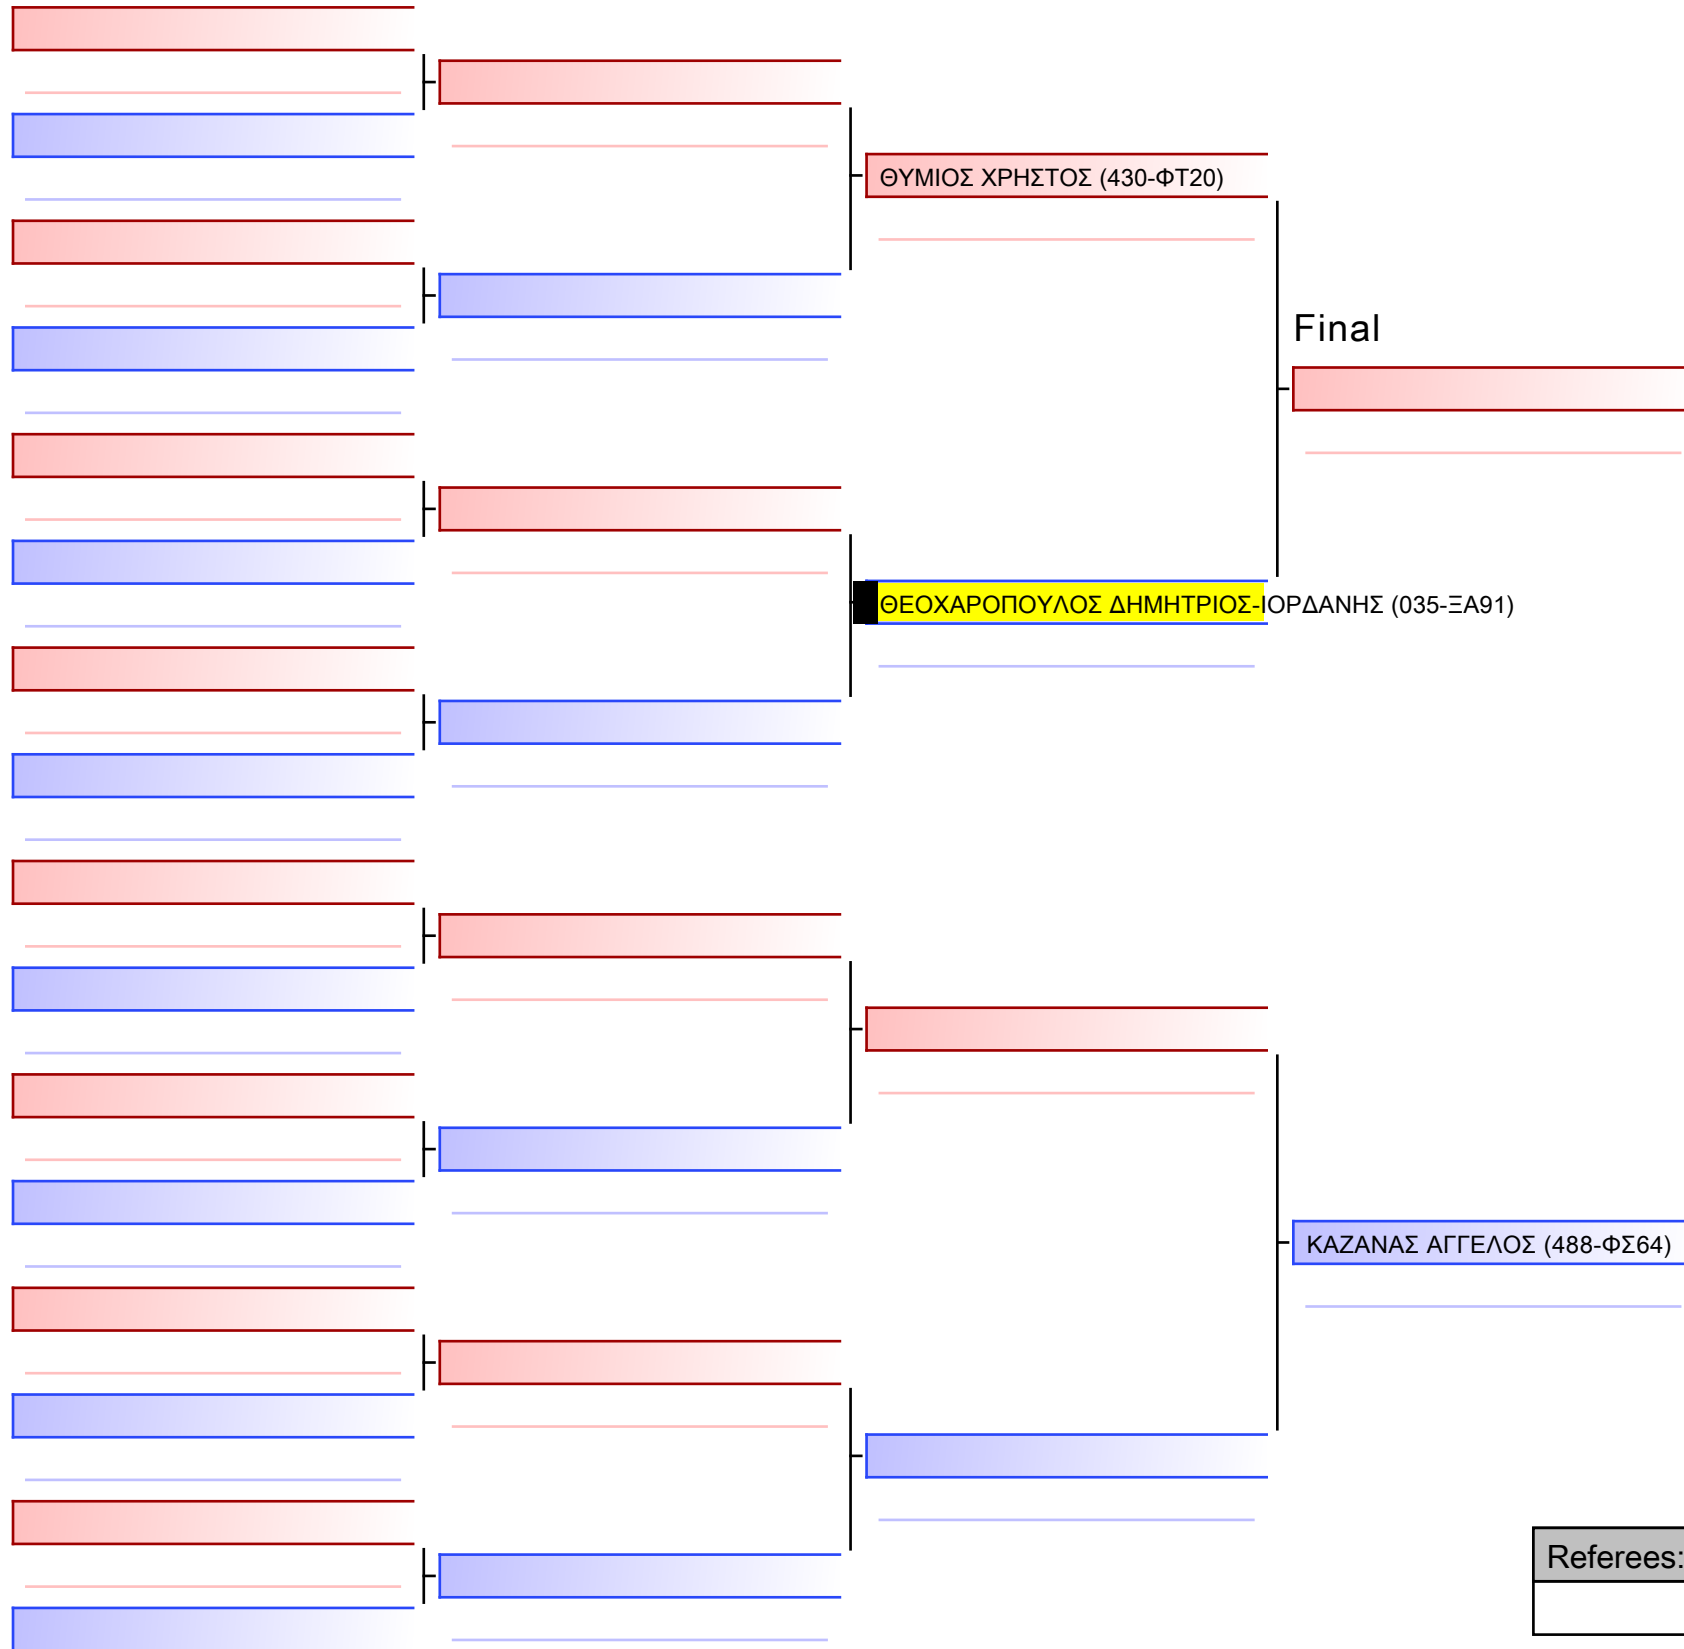 ΘΥΜΙΟΣ ΧΡΗΣΤΟΣ (430-ΦΤ20)
Final
ΘΕΟΧΑΡΟΠΟΥΛΟΣ ΔΗΜΗΤΡΙΟΣ-ΙΟΡΔΑΝΗΣ (035-ΞΑ91)
ΚΑΖΑΝΑΣ ΑΓΓΕΛΟΣ (488-ΦΣ64)
Referees: